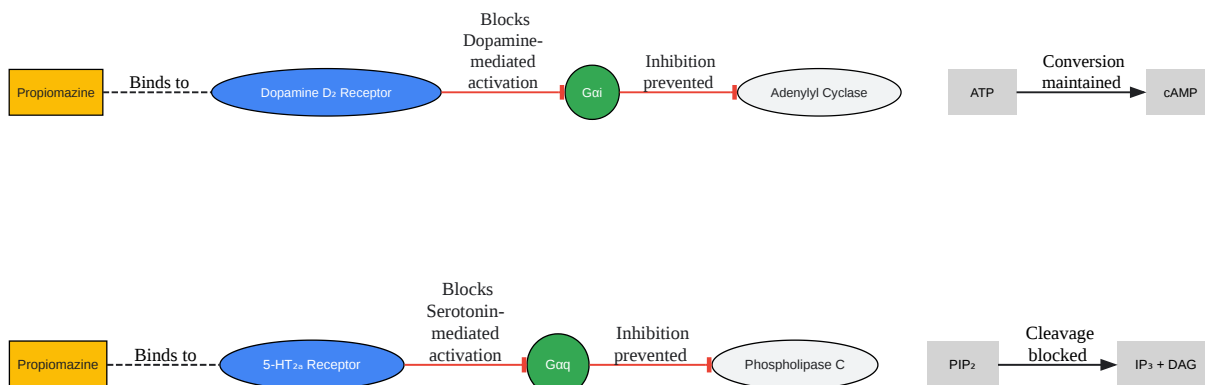 Blocks
Dopamine-
mediated
activation
Inhibition
prevented
Conversion
maintained
Propiomazine
Binds to
Dopamine D₂ Receptor
Gαi
Adenylyl Cyclase
ATP
cAMP
Blocks
Serotonin-
mediated
activation
Inhibition
prevented
Cleavage
blocked
Propiomazine
Binds to
5-HT₂ₐ Receptor
Gαq
Phospholipase C
PIP₂
IP₃ + DAG